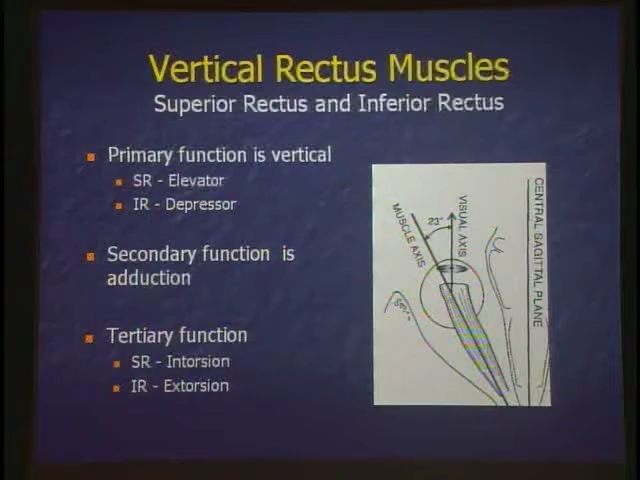 Vertical Rectus Muscles
Superior Rectus and Inferior Rectus
Primary function is vertical
SR - Elevator
IR - Depressor
Secondary function is
adduction
Tertiary function
SR - Intorsion
IR - Extorsion
MUSCLE AXIS
23°
VISUAL AXIS
CENTRAL SAGITTAL PLANE